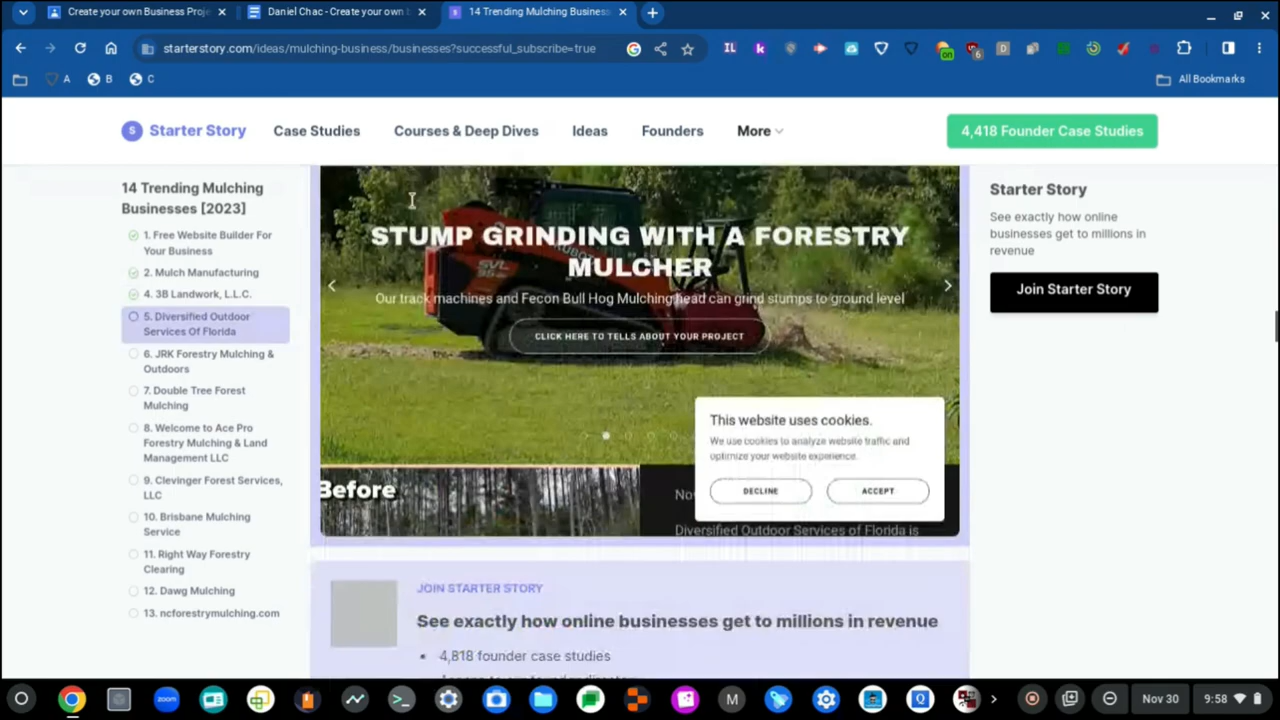 Create your own Business Proje
Daniel Chac - Create your own
14 Trending Mulching Business
starterstory.com/ideas/mulching-business/businesses?successful_subscribe=true
A
B
C
All Bookmarks
Starter Story
Case Studies
Courses & Deep Dives
Ideas
Founders
More
4,418 Founder Case Studies
14 Trending Mulching
Businesses [2023]
1. Free Website Builder For
Your Business
2. Mulch Manufacturing
4. 3B Landwork, L.L.C.
5. Diversified Outdoor
Services Of Florida
6. JRK Forestry Mulching &
Outdoors
7. Double Tree Forest
Mulching
8. Welcome to Ace Pro
Forestry Mulching & Land
Management LLC
9. Clevinger Forest Services,
LLC
10. Brisbane Mulching
Service
11. Right Way Forestry
Clearing
12. Dawg Mulching
13. ncforestrymulching.com
STUMP GRINDING WITH A FORESTRY
MULCHER
Our track machines and Fecon Bull Hog Mulching head can grind stumps to ground level
CLICK HERE TO TELLS ABOUT YOUR PROJECT
This website uses cookies.
We use cookies to analyze website traffic and
optimize your website experience.
DECLINE
ACCEPT
Before
Diversified Outdoor Services of Florida is
JOIN STARTER STORY
See exactly how online businesses get to millions in revenue
• 4,818 founder case studies
Starter Story
See exactly how online
businesses get to millions in
revenue
Join Starter Story
Nov 30
9:58